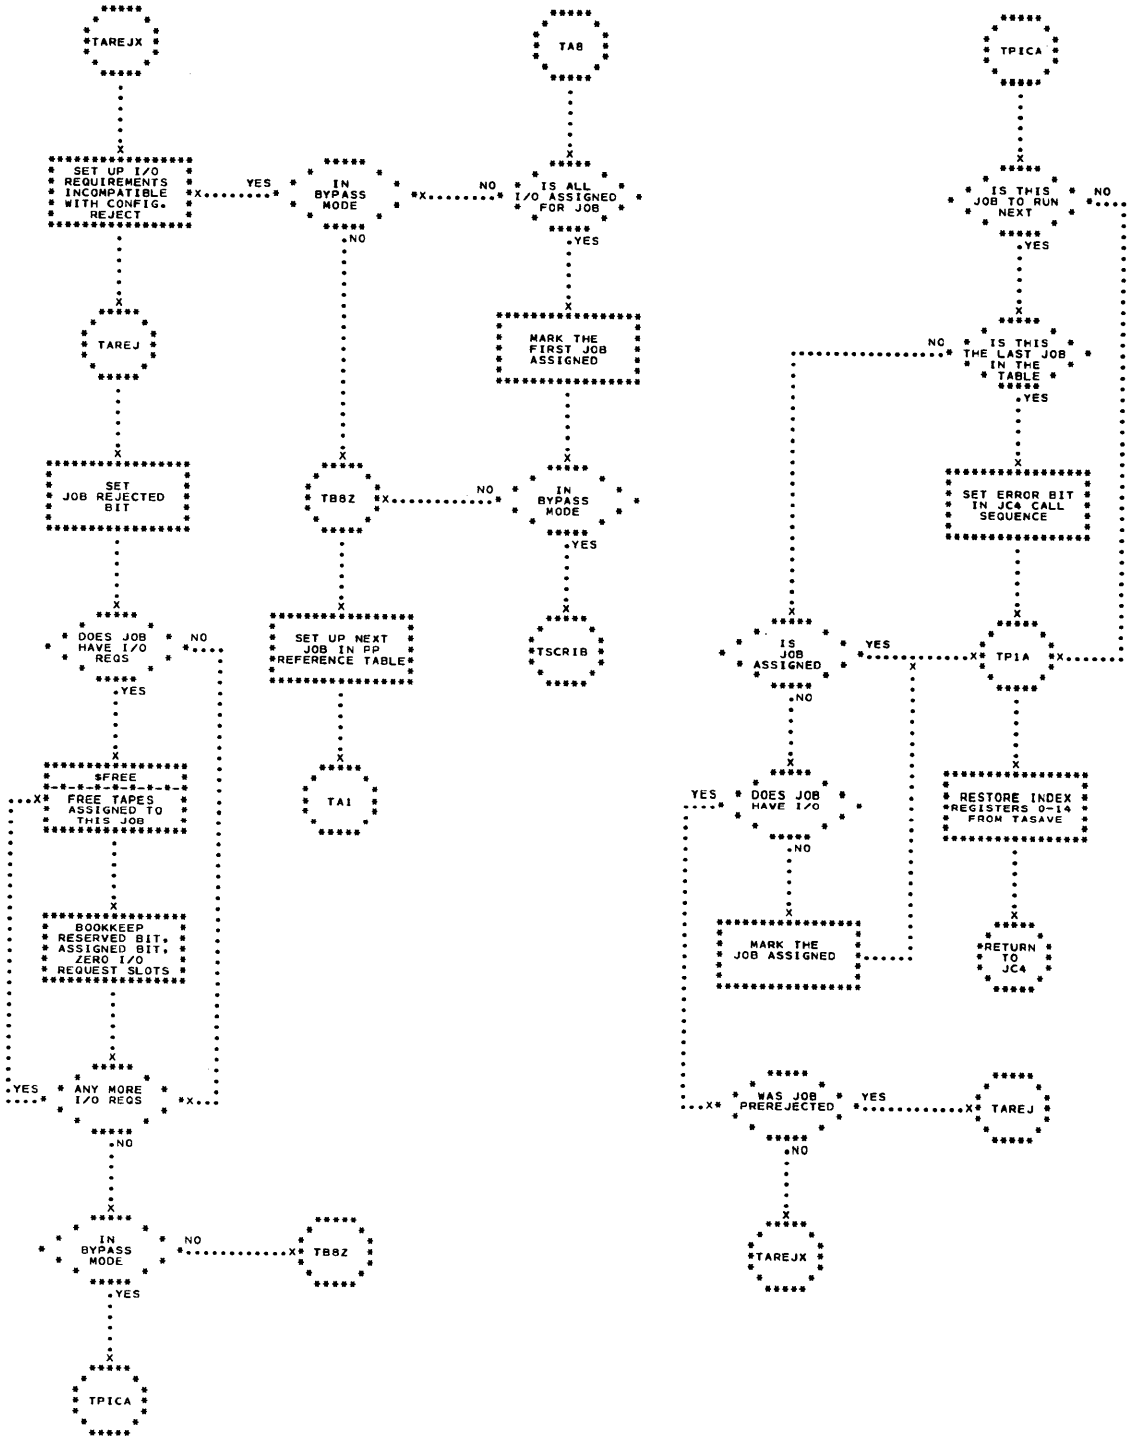 TAREJX
SET UP I/O
REQUIREMENTS
INCOMPATIBLE
WITH CONFIG.
REJECT
TAREJ
SET
JOB REJECTED
BIT
DOES JOB
HAVE I/O
REQS
NO
YES
$FREE
FREE TAPES
ASSIGNED TO
THIS JOB
BOOKKEEP
RESERVED BIT,
ASSIGNED BIT,
ZERO I/O
REQUEST SLOTS
YES
ANY MORE
I/O REQS
NO
IN
BYPASS
MODE
NO
TB8Z
YES
TPICA
TA8
IS ALL
I/O ASSIGNED
FOR JOB
NO
IN
BYPASS
MODE
YES
NO
YES
MARK THE
FIRST JOB
ASSIGNED
IN
BYPASS
MODE
NO
TB8Z
YES
TSCRIB
SET UP NEXT
JOB IN PP
REFERENCE TABLE
TA1
TPICA
IS THIS
JOB TO RUN
NEXT
NO
YES
IS THIS
THE LAST JOB
IN THE
TABLE
NO
YES
SET ERROR BIT
IN JC4 CALL
SEQUENCE
IS
JOB
ASSIGNED
YES
TP1A
NO
DOES JOB
HAVE I/O
YES
NO
RESTORE INDEX
REGISTERS 0-14
FROM TASAVE
MARK THE
JOB ASSIGNED
RETURN
TO
JC4
WAS JOB
PREREJECTED
YES
TAREJ
NO
TAREJX